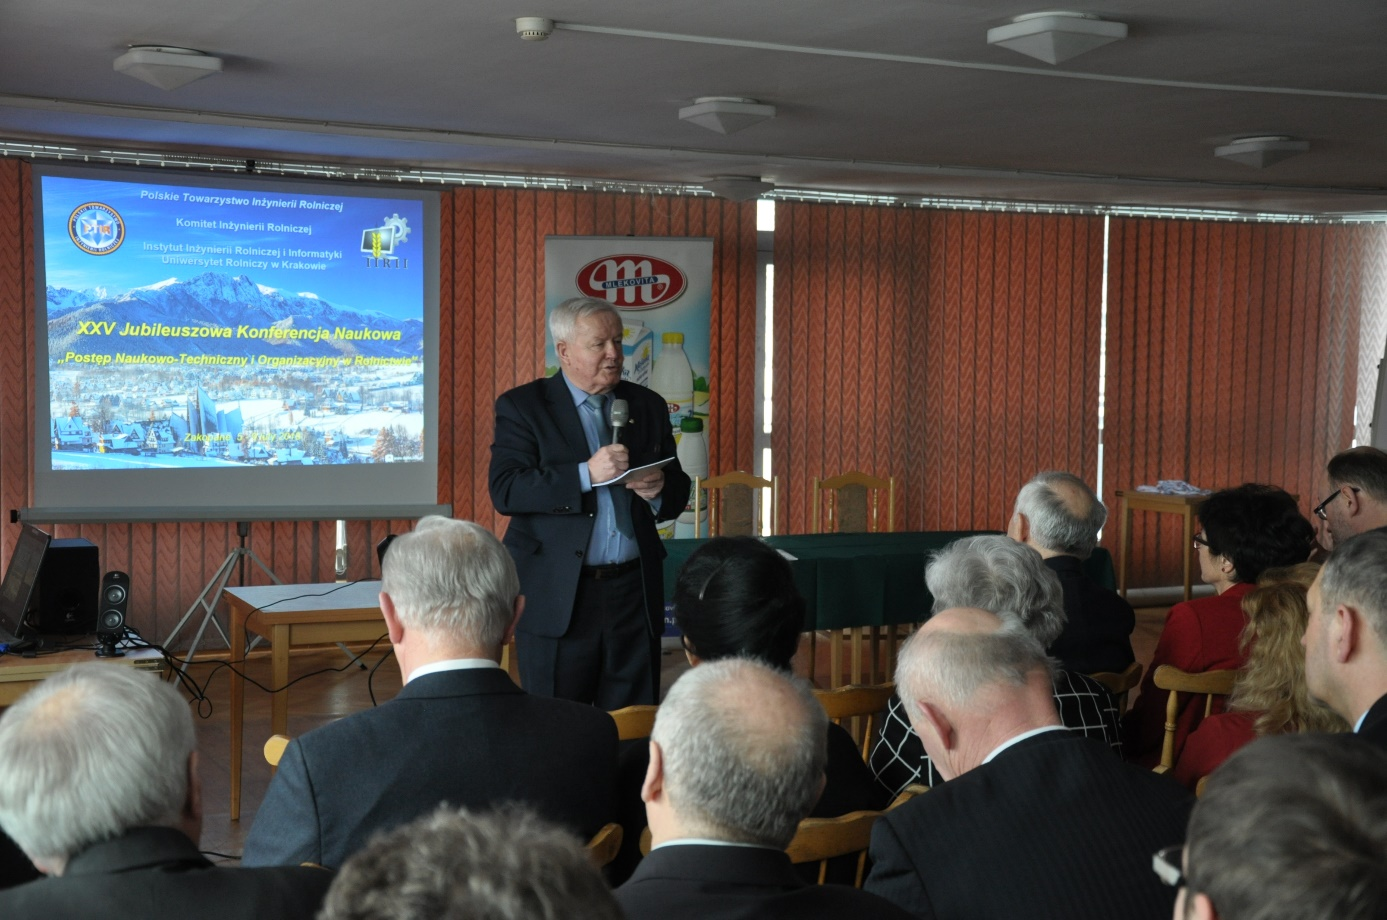 Polskie Towarzystwo Inżynierii Rolniczej
Komitet Inżynierii Rolniczej
Instytut Inżynierii Rolniczej i Informatyki
Uniwersytet Rolniczy w Krakowie
IIRII
XXV Jubileuszowa Konferencja Naukowa
„Postęp Naukowo-Techniczny i Organizacyjny w Rolnictwie”
Zakopane
MLEKOVITA